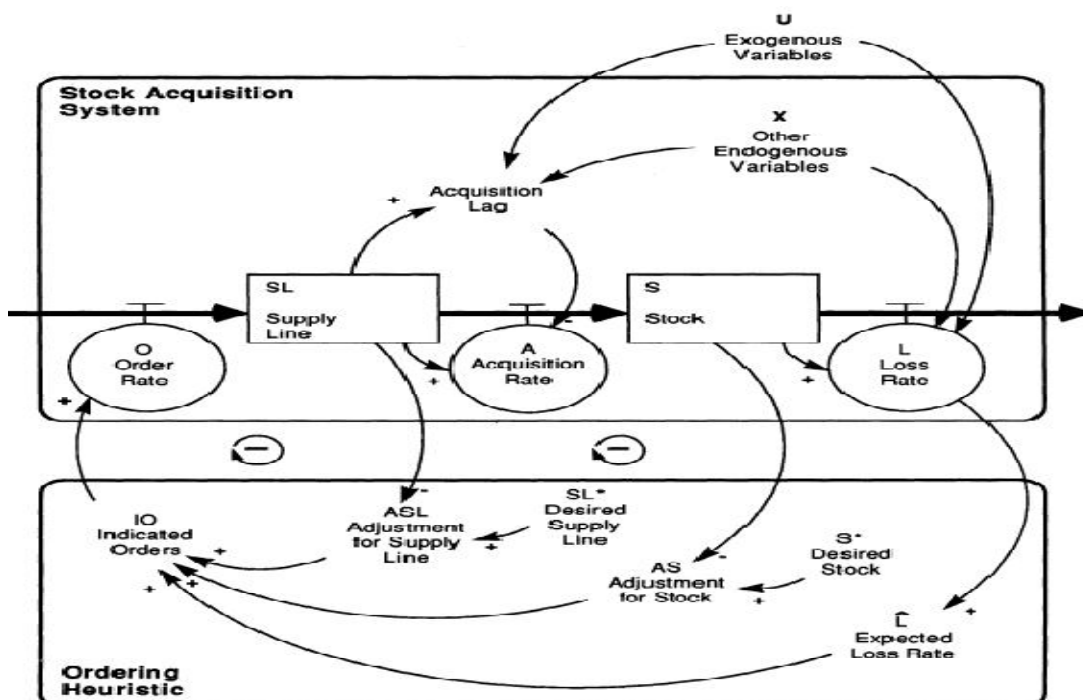 U
Exogenous
Variables
Stock Acquisition
System
X
Other
Endogenous
Variables
+
Acquisition
Lag
SL
Supply
Line
S
Stock
-
O
Order
Rate
A
Acquisition
Rate
L
Loss
Rate
+
+
+
−
−
-
IO
Indicated
Orders
ASL
Adjustment
for Supply
Line
SL*
Desired
Supply
Line
-
S*
Desired
Stock
AS
Adjustment
for Stock
+
+
+
+
+
+
L̂
Expected
Loss Rate
Ordering
Heuristic